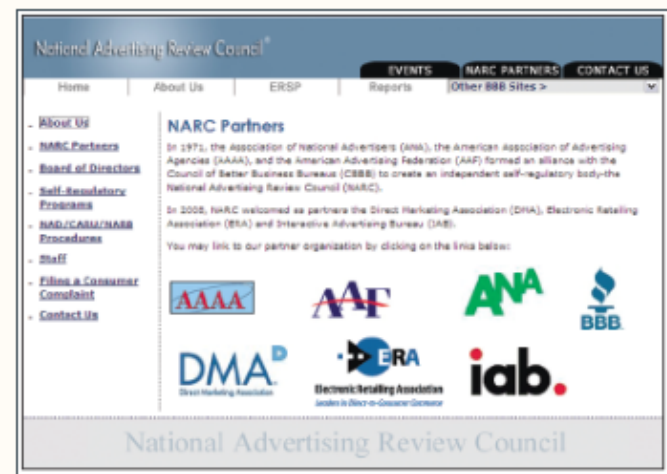 National Advertising Review Council®
EVENTS NARC PARTNERS CONTACT US
Home About Us ERSP Reports Other BBB Sites >
About Us
NARC Partners
Board of Directors
Self-Regulatory
Programs
NAD/CARU/NARB
Procedures
Staff
Filing a Consumer
Complaint
Contact Us
NARC Partners
In 1971, the Association of National Advertisers (ANA), the American Association of Advertising
Agencies (AAAA), and the American Advertising Federation (AAF) formed an alliance with the
Council of Better Business Bureaus (CBBB) to create an independent self-regulatory body-the
National Advertising Review Council (NARC).
In 2008, NARC welcomed as partners the Direct Marketing Association (DMA), Electronic Retailing
Association (ERA) and Interactive Advertising Bureau (IAB).
You may link to our partner organization by clicking on the links below:
AAAA AAF ANA BBB
DMA
Direct Marketing Association
ERA
Electronic Retailing Association
Leaders in Direct-to-Consumer Commerce
iab.
National Advertising Review Council